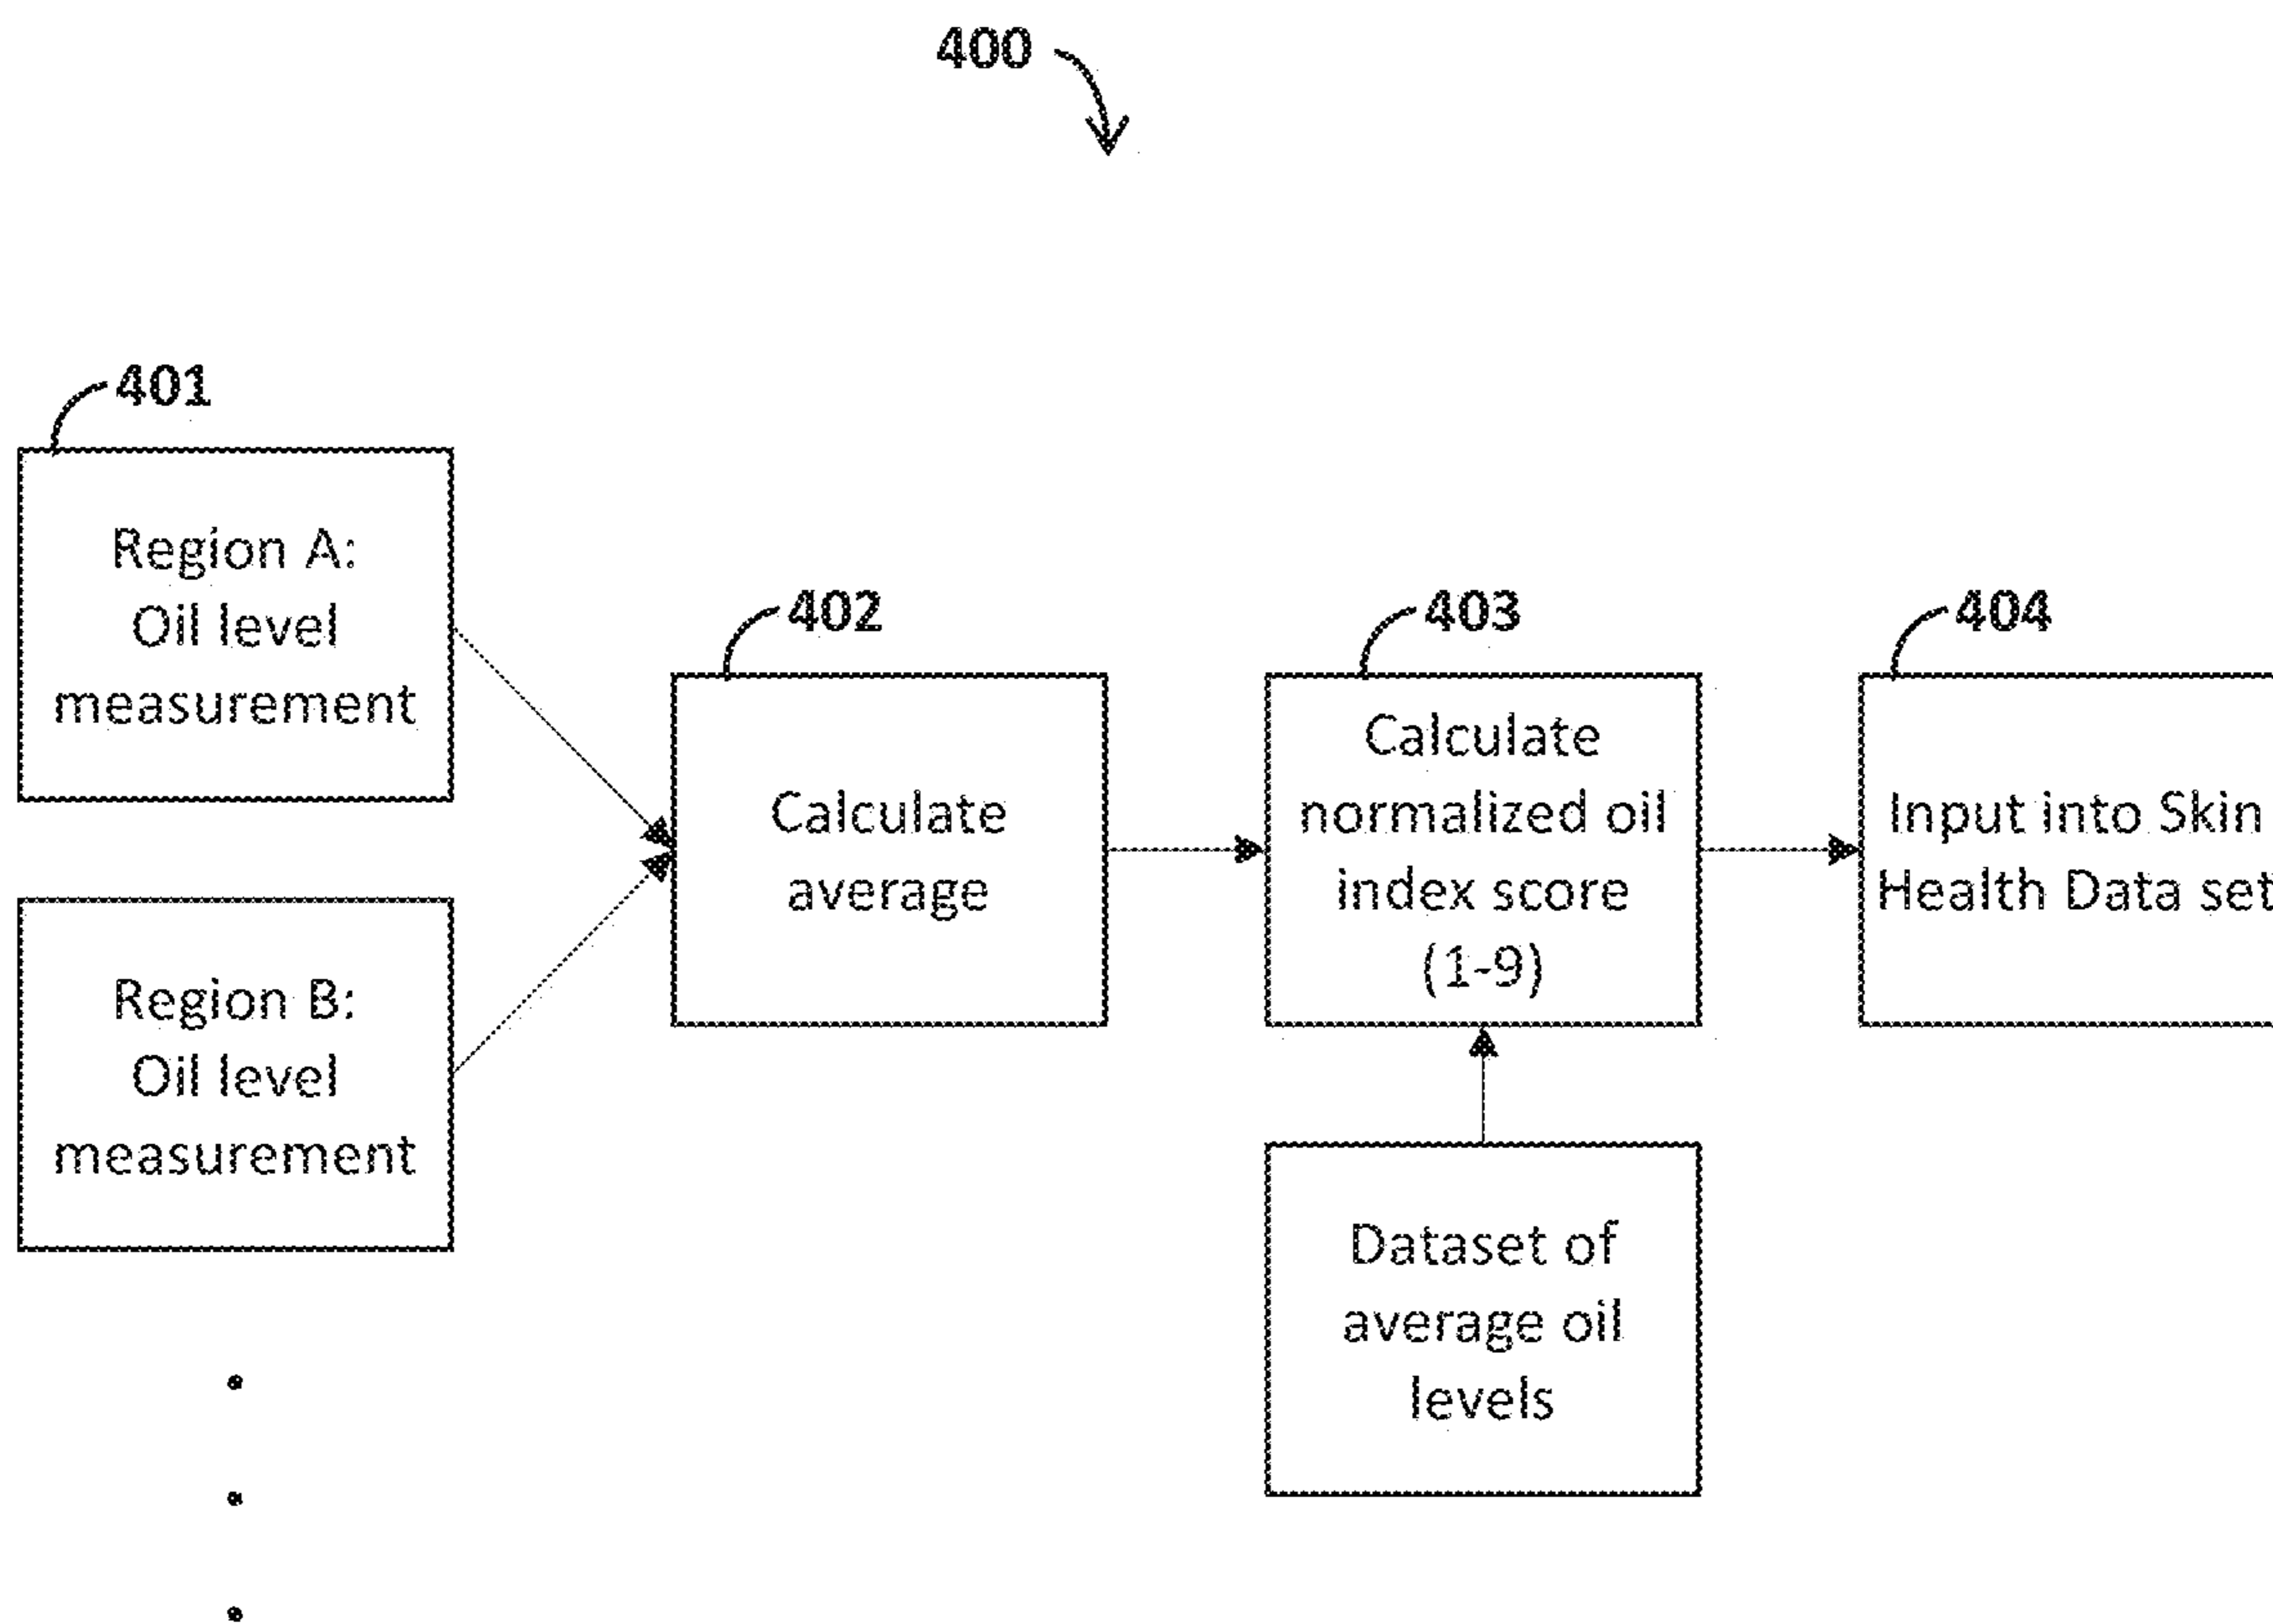 400
401
Region A:
Oil level
measurement
402
Calculate
average
403
Calculate
normalized oil
index score
(1-9)
404
Input into Skin
Health Data set
Region B:
Oil level
measurement
Dataset of
average oil
levels